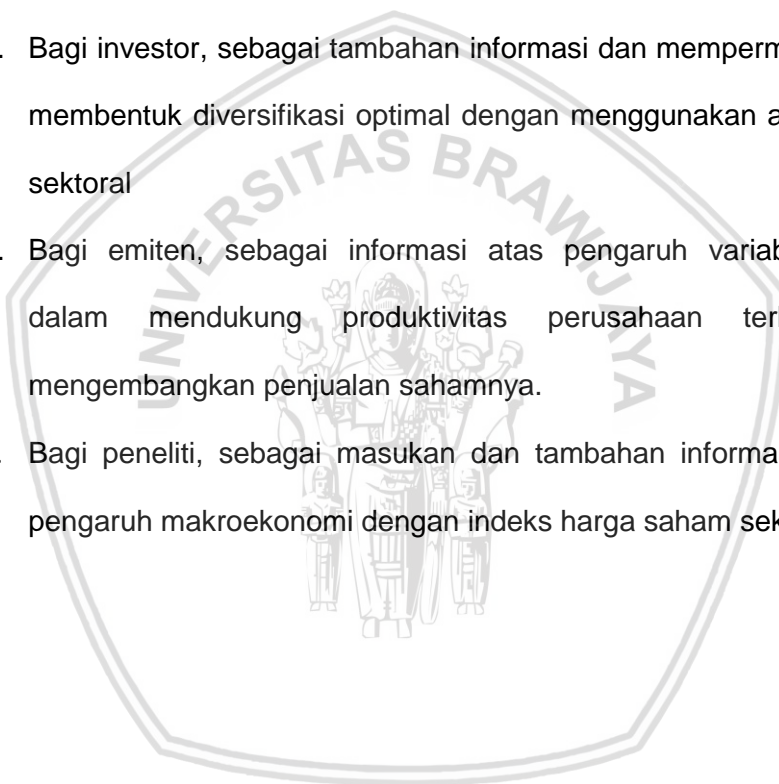 . Bagi investor, sebagai tambahan informasi dan memperm
membentuk diversifikasi optimal dengan menggunakan a
sektoral
. Bagi emiten, sebagai informasi atas pengaruh variab
dalam mendukung produktivitas perusahaan ter
mengembangkan penjualan sahamnya.
. Bagi peneliti, sebagai masukan dan tambahan informa
pengaruh makroekonomi dengan indeks harga saham sek
UNIVERSITAS BRAWIJAYA